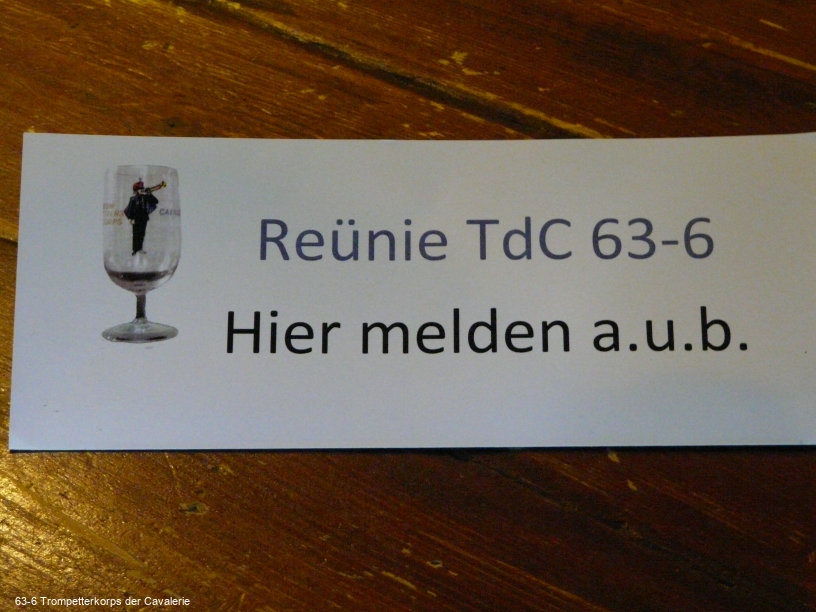 Reünie TdC 63-6
Hier melden a.u.b.
63-6 Trompetterkorps der Cavalerie